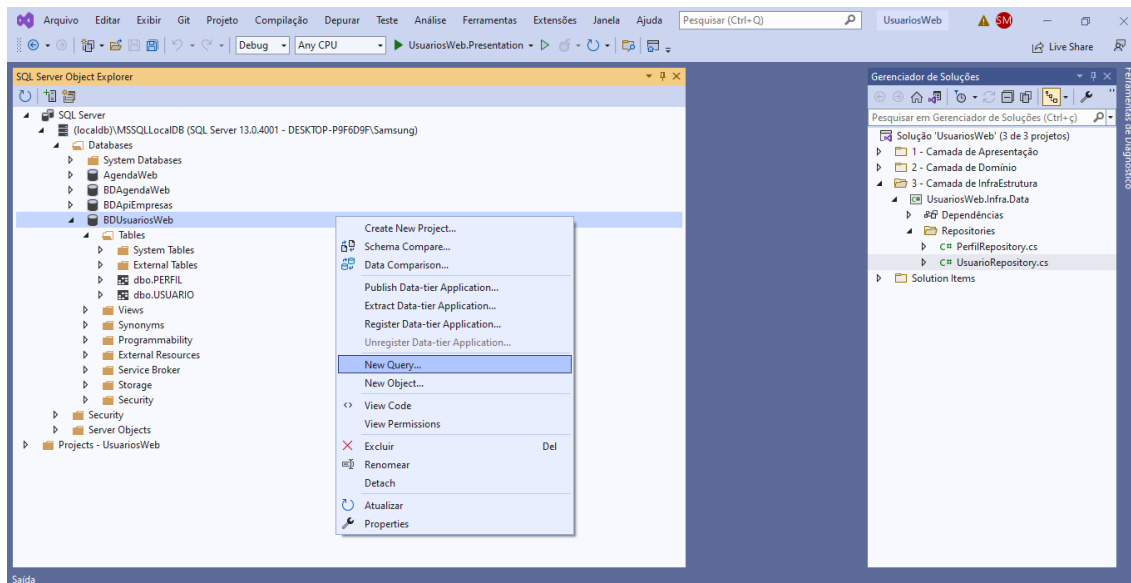 Arquivo Editar Exibir Git Projeto Compilação Depurar Teste Análise Ferramentas Extensões Janela Ajuda Pesquisar (Ctrl+Q) UsuariosWeb SM
Debug Any CPU UsuariosWeb.Presentation Live Share
SQL Server Object Explorer
SQL Server
(localdb)\MSSQLLocalDB (SQL Server 13.0.4001 - DESKTOP-P9F6D9F\Samsung)
Databases
System Databases
AgendaWeb
BDAgendaWeb
BDApiEmpresas
BDUsuariosWeb
Tables
System Tables
External Tables
dbo.PERFIL
dbo.USUARIO
Views
Synonyms
Programmability
External Resources
Service Broker
Storage
Security
Security
Server Objects
Projects - UsuariosWeb
Create New Project...
Schema Compare...
Data Comparison...
Publish Data-tier Application...
Extract Data-tier Application...
Register Data-tier Application...
Unregister Data-tier Application...
New Query...
New Object...
View Code
View Permissions
Excluir Del
Renomear
Detach
Atualizar
Properties
Gerenciador de Soluções
Pesquisar em Gerenciador de Soluções (Ctrl+ç)
Solução 'UsuariosWeb' (3 de 3 projetos)
1 - Camada de Apresentação
2 - Camada de Domínio
3 - Camada de InfraEstrutura
C# UsuariosWeb.Infra.Data
Dependências
Repositories
C# PerfilRepository.cs
C# UsuarioRepository.cs
Solution Items
Ferramentas de Diagnóstico
Saída